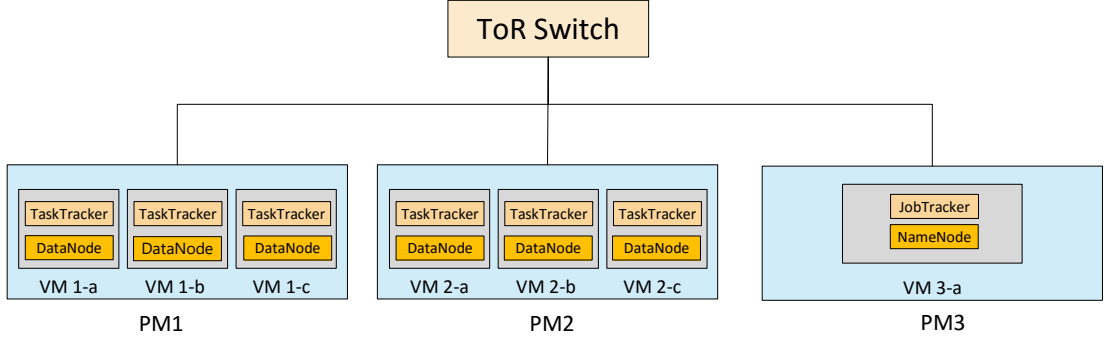 ToR Switch
TaskTracker TaskTracker TaskTracker TaskTracker TaskTracker TaskTracker JobTracker
DataNode DataNode DataNode DataNode DataNode DataNode NameNode
VM 1-a VM 1-b VM 1-c VM 2-a VM 2-b VM 2-c VM 3-a
PM1 PM2 PM3